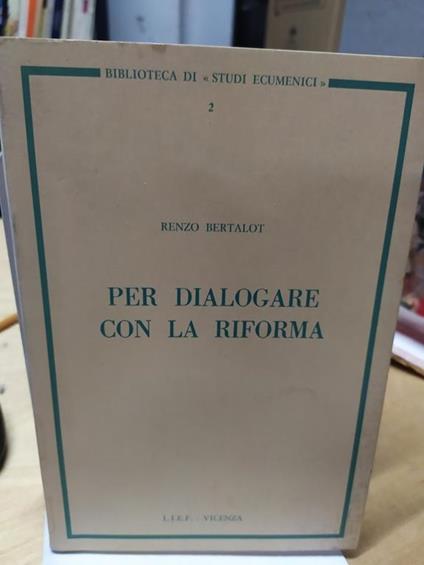 BIBLIOTECA DI « STUDI ECUMENICI »
2
RENZO BERTALOT
PER DIALOGARE
CON LA RIFORMA
L.I.E.F. - VICENZA